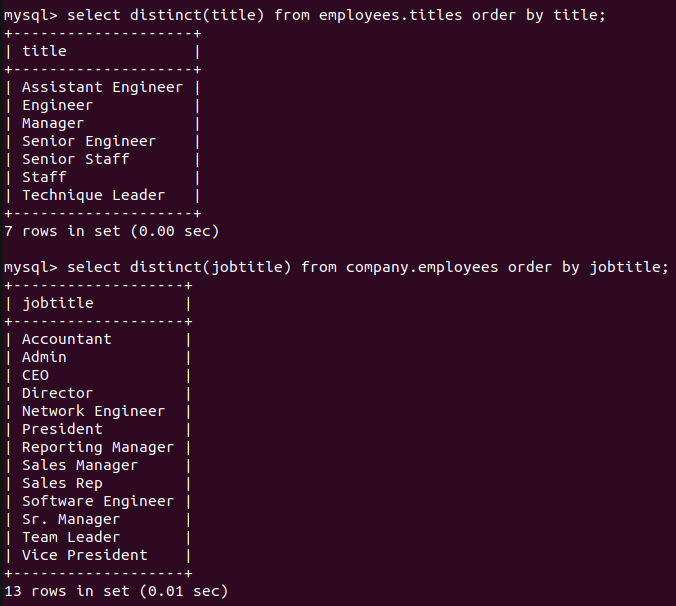 mysql> select distinct(title) from employees.titles order by title;
+--------------------+
| title              |
+--------------------+
| Assistant Engineer |
| Engineer           |
| Manager            |
| Senior Engineer    |
| Senior Staff       |
| Staff              |
| Technique Leader   |
+--------------------+
7 rows in set (0.00 sec)

mysql> select distinct(jobtitle) from company.employees order by jobtitle;
+-------------------+
| jobtitle          |
+-------------------+
| Accountant        |
| Admin             |
| CEO               |
| Director          |
| Network Engineer  |
| President         |
| Reporting Manager |
| Sales Manager     |
| Sales Rep         |
| Software Engineer |
| Sr. Manager       |
| Team Leader       |
| Vice President    |
+-------------------+
13 rows in set (0.01 sec)